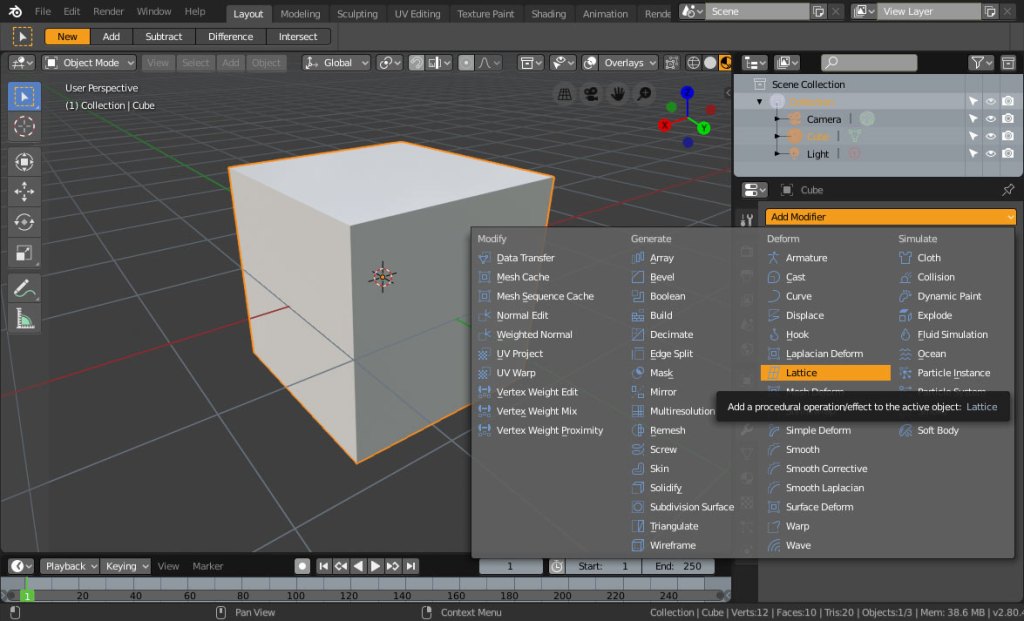 File Edit Render Window Help Layout Modeling Sculpting UV Editing Texture Paint Shading Animation Rende Scene View Layer
New Add Subtract Difference Intersect
Object Mode View Select Add Object Global Overlays
User Perspective
(1) Collection | Cube
Z
X
Y
Scene Collection
Collection
Camera
Cube
Light
Cube
Add Modifier
Modify
Data Transfer
Mesh Cache
Mesh Sequence Cache
Normal Edit
Weighted Normal
UV Project
UV Warp
Vertex Weight Edit
Vertex Weight Mix
Vertex Weight Proximity
Generate
Array
Bevel
Boolean
Build
Decimate
Edge Split
Mask
Mirror
Multiresolution
Remesh
Screw
Skin
Solidify
Subdivision Surface
Triangulate
Wireframe
Deform
Armature
Cast
Curve
Displace
Hook
Laplacian Deform
Lattice
Mesh Deform
Simple Deform
Smooth
Smooth Corrective
Smooth Laplacian
Surface Deform
Warp
Wave
Simulate
Cloth
Collision
Dynamic Paint
Explode
Fluid Simulation
Ocean
Particle Instance
Particle System
Soft Body
Add a procedural operation/effect to the active object: Lattice
Playback Keying View Marker 1 Start: 1 End: 250
1 20 40 60 80 100 120 140 160 180 200 220 240
Pan View Context Menu Collection | Cube | Verts:12 | Faces:10 | Tris:20 | Objects:1/3 | Mem: 38.6 MB | v2.80.